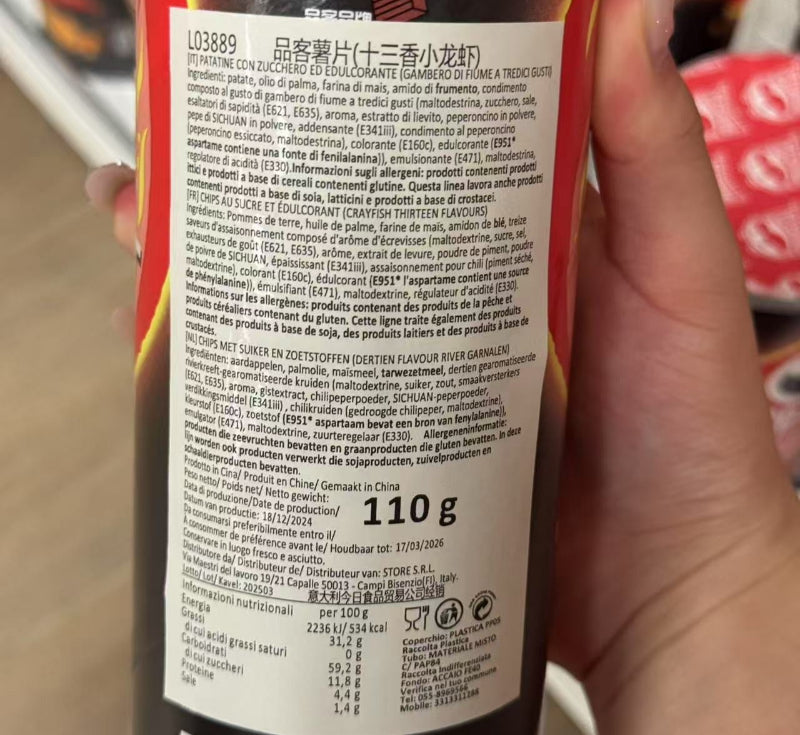 L03889
品客薯片(十三香小龙虾)
[IT] PATATINE CON ZUCCHERO ED EDULCORANTE (GAMBERO DI FIUME A TREDICI GUSTI)
Ingredienti: patate, olio di palma, farina di mais, amido di frumento, condimento
composto al gusto di gambero di fiume a tredici gusti (maltodestrina, zucchero, sale,
esaltatori di sapidità (E621, E635), aroma, estratto di lievito, peperoncino in polvere,
pepe di SICHUAN in polvere, addensante (E341iii), condimento al peperoncino
(peperoncino essiccato, maltodestrina), colorante (E160c), edulcorante (E951*
aspartame contiene una fonte di fenilalanina)), emulsionante (E471), maltodestrina,
regolatore di acidità (E330).Informazioni sugli allergeni: prodotti contenenti prodotti
ittici e prodotti a base di cereali contenenti glutine. Questa linea lavora anche prodotti
contenenti prodotti a base di soia, latticini e prodotti a base di crostacei.
[FR] CHIPS AU SUCRE ET ÉDULCORANT (CRAYFISH THIRTEEN FLAVOURS)
Ingrédients: Pommes de terre, huile de palme, farine de maïs, amidon de blé, treize
saveurs d'assaisonnement composé d'arôme d'écrevisses (maltodextrine, sucre, sel,
exhausteurs de goût (E621, E635), arôme, extrait de levure, poudre de piment, poudre
de poivre de SICHUAN, épaississant (E341iii), assaisonnement pour chili (piment séché,
maltodextrine), colorant (E160c), édulcorant (E951* l'aspartame contient une source
de phénylalanine)), émulsifiant (E471), maltodextrine, régulateur d'acidité (E330).
Informations sur les allergènes: produits contenant des produits de la pêche et
produits céréaliers contenant du gluten. Cette ligne traite également des produits
contenant des produits à base de soja, des produits laitiers et des produits à base de
crustacés.
[NL] CHIPS MET SUIKER EN ZOETSTOFFEN (DERTIEN FLAVOUR RIVER GARNALEN)
Ingrediënten: aardappelen, palmolie, maïsmeel, tarwezetmeel, dertien gearomatiseerde
rivierkreeft-gearomatiseerde kruiden (maltodextrine, suiker, zout, smaakversterkers
(E621, E635), aroma, gistextract, chilipeperpoeder, SICHUAN-peperpoeder,
verdikkingsmiddel (E341iii) , chilikruiden (gedroogde chilipeper, maltodextrine),
kleurstof (E160c), zoetstof (E951* aspartaam bevat een bron van fenylalanine)),
emulgator (E471), maltodextrine, zuurteregelaar (E330). Allergeneninformatie:
producten die zeevruchten bevatten en graanproducten die gluten bevatten. In deze
lijn worden ook producten verwerkt die sojaproducten, zuivelproducten en
schaaldierproducten bevatten.
Prodotto in Cina/ Produit en Chine/ Gemaakt in China
Peso netto/ Poids net/ Netto gewicht:
110 g
Data di produzione/Date de production/
Datum van productie: 18/12/2024
Da consumarsi preferibilmente entro il/
A consommer de préférence avant le/ Houdbaar tot: 17/03/2026
Conservare in luogo fresco e asciutto.
Distributore da/ Distributeur de/ Distributeur van: STORE S.R.L.
Via Maestri del lavoro 19/21 Capalle 50013 - Campi Bisenzio(FI), Italy.
Lotto/ Lot/ Kavel: 202503
意大利今日食品贸易公司经销
Informazioni nutrizionali per 100 g
Energia 2236 kJ/ 534 kcal
Grassi 31,2 g
di cui acidi grassi saturi 0 g
Carboidrati 59,2 g
di cui zuccheri 11,8 g
Proteine 4,4 g
Sale 1,4 g
Coperchio: PLASTICA PP05
Raccolta Plastica
Tubo: MATERIALE MISTO
C/ PAP84
Raccolta Indifferenziata
Fondo: ACCAIO FE40
Verifica nel tuo commune
Tel: 055-8969566
Mobile: 3313311188